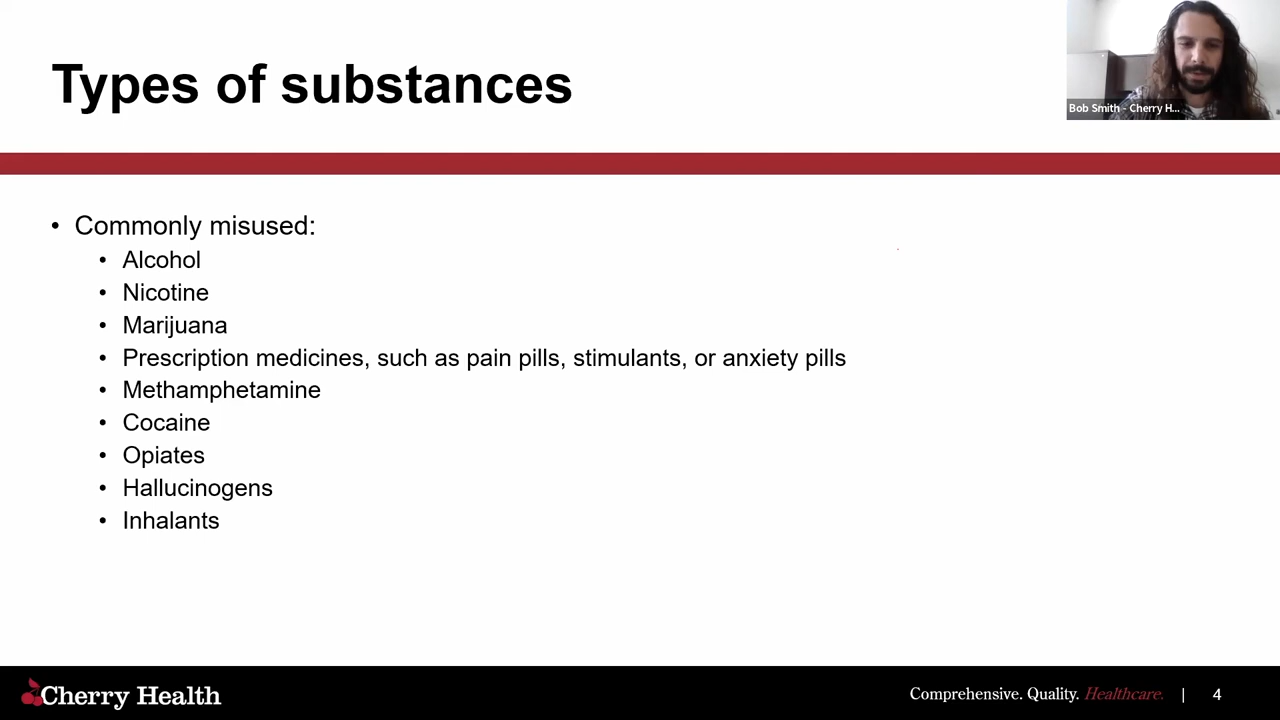 Types of substances
Bob Smith - Cherry H...
• Commonly misused:
• Alcohol
• Nicotine
• Marijuana
• Prescription medicines, such as pain pills, stimulants, or anxiety pills
• Methamphetamine
• Cocaine
• Opiates
• Hallucinogens
• Inhalants
Cherry Health
Comprehensive. Quality. Healthcare. | 4